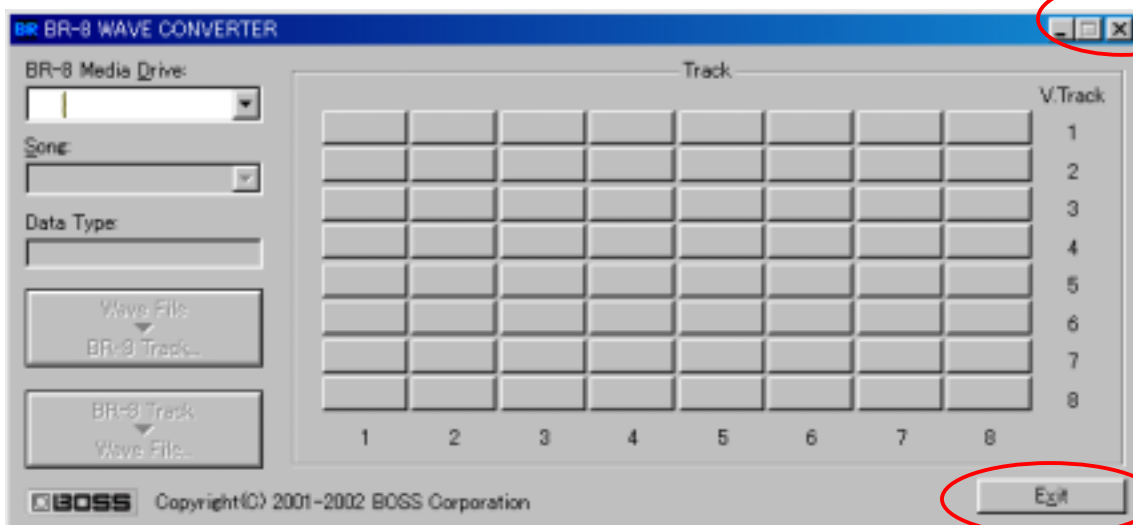 BR BR-8 WAVE CONVERTER
BR-8 Media Drive:
Track
V.Track
1
Song:
2
3
Data Type:
4
5
Wave File
6
BR-8 Track...
7
BR-8 Track
8
Wave File...
1 2 3 4 5 6 7 8
BOSS Copyright(C) 2001-2002 BOSS Corporation
Exit